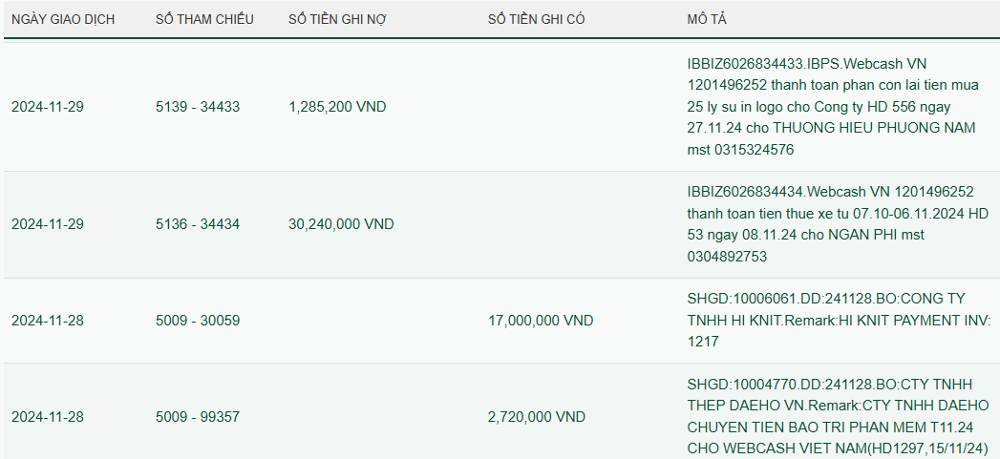 NGÀY GIAO DỊCH SỐ THAM CHIẾU SỐ TIỀN GHI NỢ SỐ TIỀN GHI CÓ MÔ TẢ
2024-11-29 5139 - 34433 1,285,200 VND
IBBIZ6026834433.IBPS.Webcash VN
1201496252 thanh toan phan con lai tien mua
25 ly su in logo cho Cong ty HD 556 ngay
27.11.24 cho THUONG HIEU PHUONG NAM
mst 0315324576
2024-11-29 5136 - 34434 30,240,000 VND
IBBIZ6026834434.Webcash VN 1201496252
thanh toan tien thue xe tu 07.10-06.11.2024 HD
53 ngay 08.11.24 cho NGAN PHI mst
0304892753
2024-11-28 5009 - 30059 17,000,000 VND
SHGD:10006061.DD:241128.BO:CONG TY
TNHH HI KNIT.Remark:HI KNIT PAYMENT INV:
1217
2024-11-28 5009 - 99357 2,720,000 VND
SHGD:10004770.DD:241128.BO:CTY TNHH
THEP DAEHO VN.Remark:CTY TNHH DAEHO
CHUYEN TIEN BAO TRI PHAN MEM T11.24
CHO WEBCASH VIET NAM(HD1297,15/11/24)